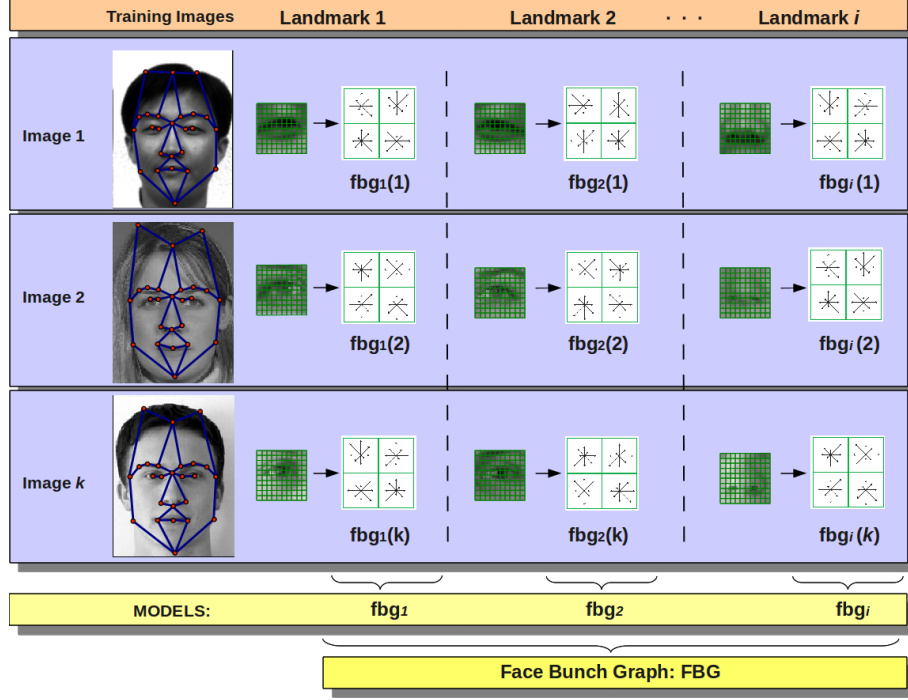 Training Images Landmark 1 Landmark 2 . . . Landmark i
Image 1
fbg1(1) fbg2(1) fbgi(1)
Image 2
fbg1(2) fbg2(2) fbgi(2)
Image k
fbg1(k) fbg2(k) fbgi(k)
MODELS: fbg1 fbg2 fbgi
Face Bunch Graph: FBG